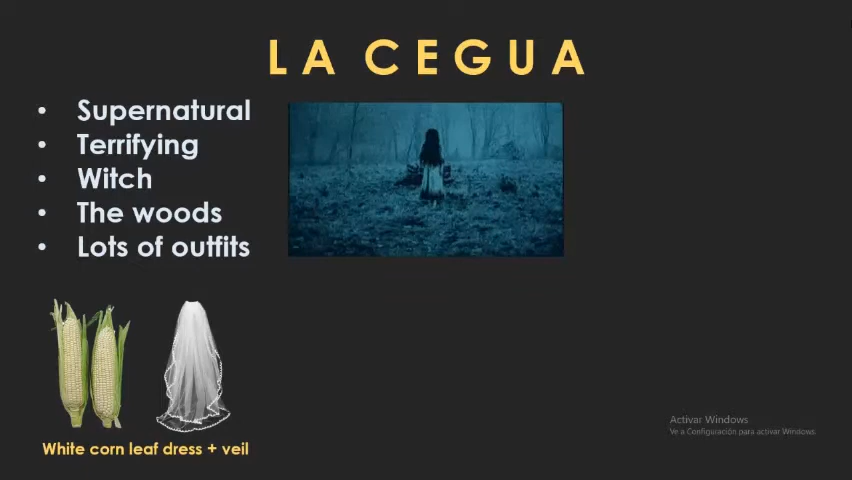 LA CEGUA
• Supernatural
• Terrifying
• Witch
• The woods
• Lots of outfits
White corn leaf dress + veil
Activar Windows
Ve a Configuración para activar Windows.